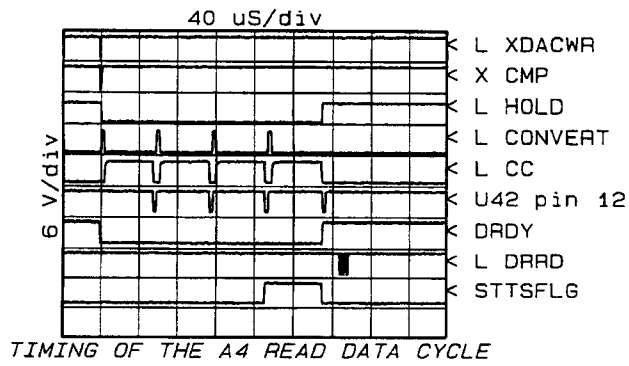 40 uS/div
6 V/div
< L XDACWR
< X CMP
< L HOLD
< L CONVERT
< L CC
< U42 pin 12
< DRDY
< L DRRD
< STTSFLG
TIMING OF THE A4 READ DATA CYCLE